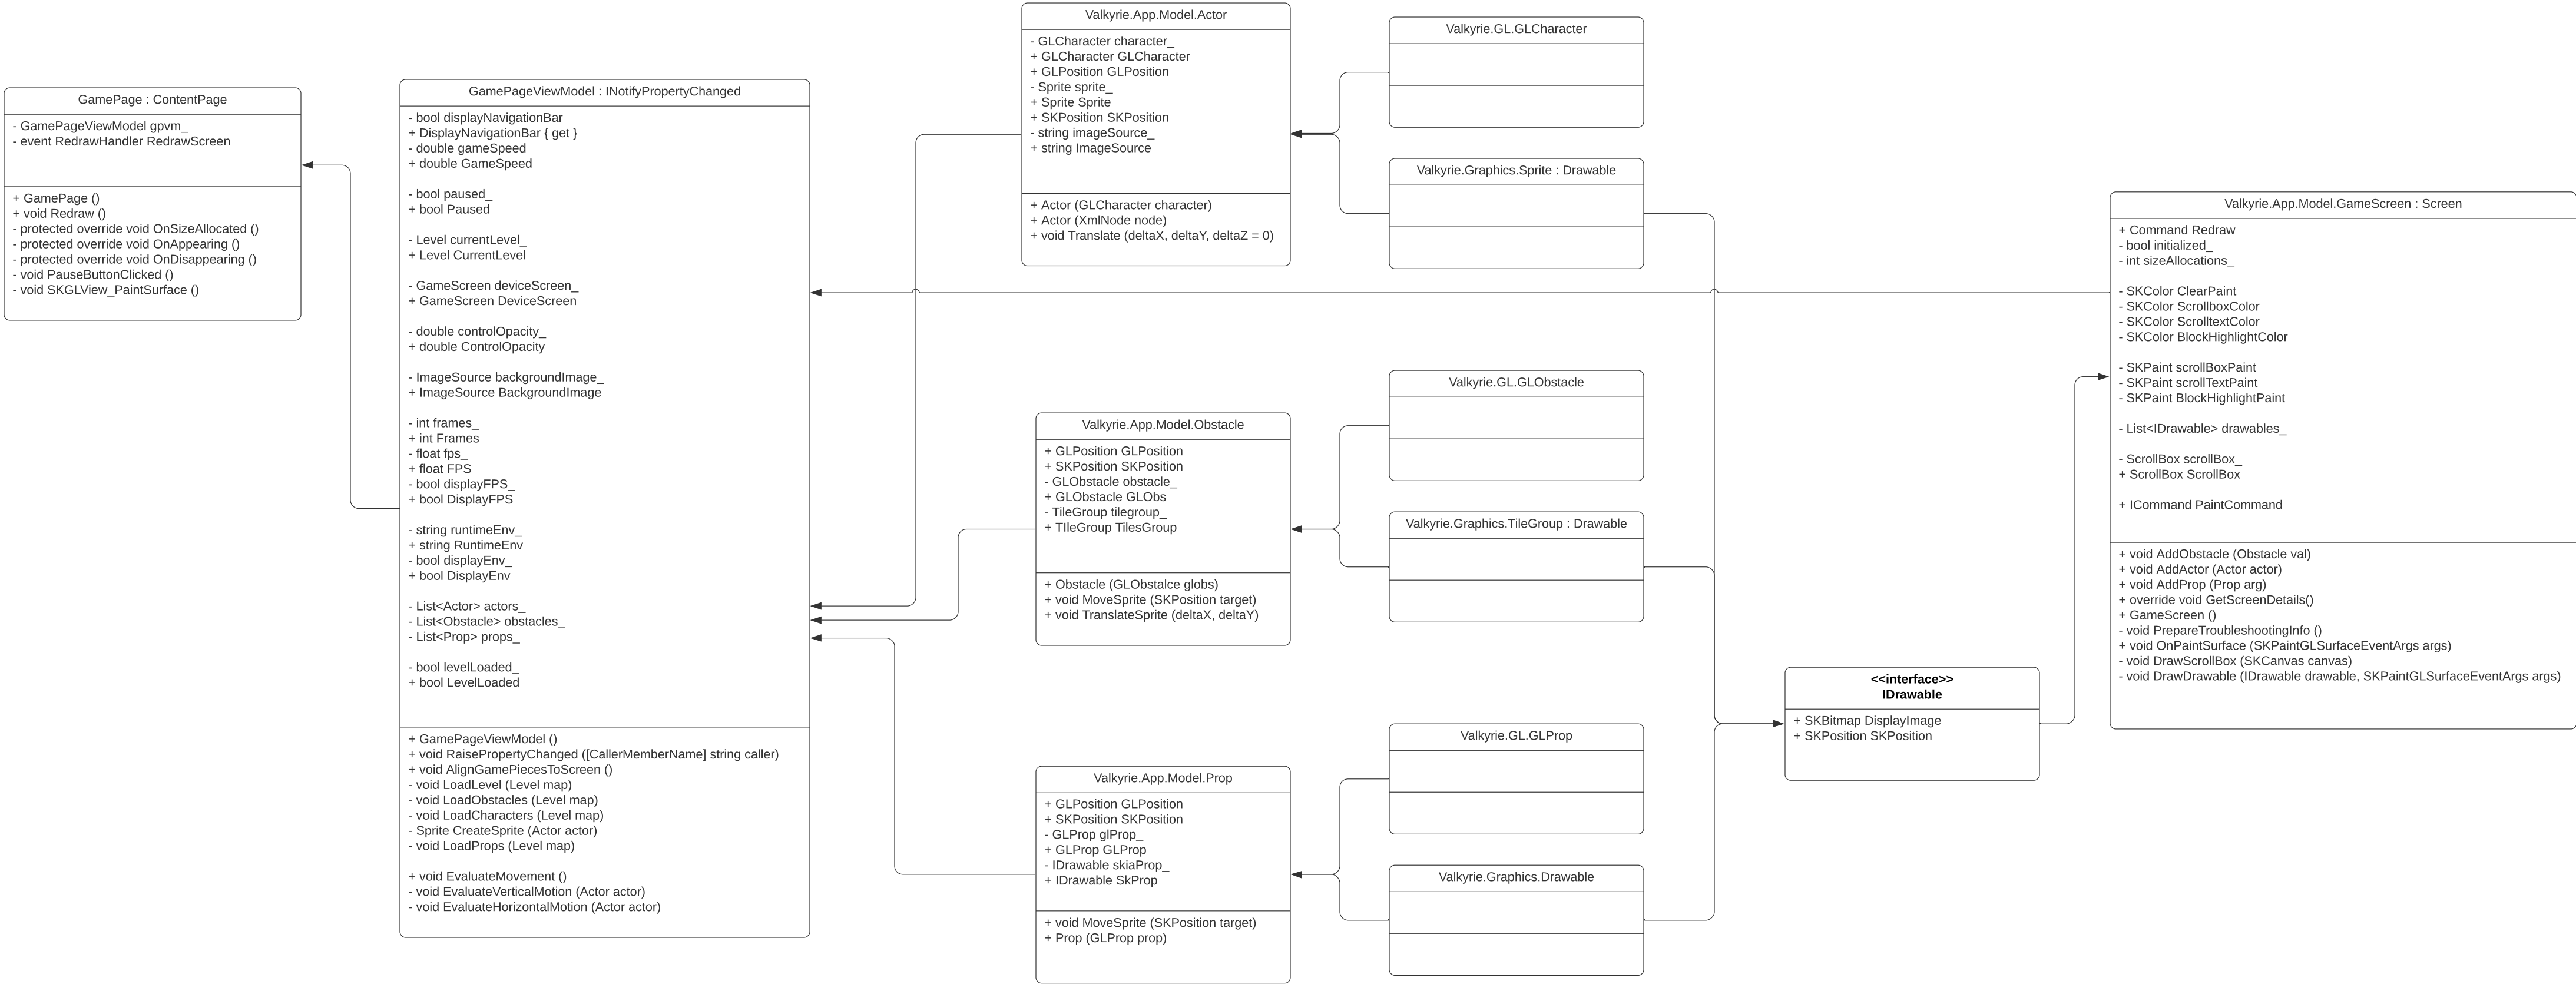 GamePage : ContentPage
- GamePageViewModel gpvm_
- event RedrawHandler RedrawScreen
+ GamePage ()
+ void Redraw ()
- protected override void OnSizeAllocated ()
- protected override void OnAppearing ()
- protected override void OnDisappearing ()
- void PauseButtonClicked ()
- void SKGLView_PaintSurface ()
GamePageViewModel : INotifyPropertyChanged
- bool displayNavigationBar
+ DisplayNavigationBar { get }
- double gameSpeed
+ double GameSpeed
- bool paused_
+ bool Paused
- Level currentLevel_
+ Level CurrentLevel
- GameScreen deviceScreen_
+ GameScreen DeviceScreen
- double controlOpacity_
+ double ControlOpacity
- ImageSource backgroundImage_
+ ImageSource BackgroundImage
- int frames_
+ int Frames
- float fps_
+ float FPS
- bool displayFPS_
+ bool DisplayFPS
- string runtimeEnv_
+ string RuntimeEnv
- bool displayEnv_
+ bool DisplayEnv
- List<Actor> actors_
- List<Obstacle> obstacles_
- List<Prop> props_
- bool levelLoaded_
+ bool LevelLoaded
+ GamePageViewModel ()
+ void RaisePropertyChanged ([CallerMemberName] string caller)
+ void AlignGamePiecesToScreen ()
- void LoadLevel (Level map)
- void LoadObstacles (Level map)
- void LoadCharacters (Level map)
- Sprite CreateSprite (Actor actor)
- void LoadProps (Level map)
+ void EvaluateMovement ()
- void EvaluateVerticalMotion (Actor actor)
- void EvaluateHorizontalMotion (Actor actor)
Valkyrie.App.Model.Actor
- GLCharacter character_
+ GLCharacter GLCharacter
+ GLPosition GLPosition
- Sprite sprite_
+ Sprite Sprite
+ SKPosition SKPosition
- string imageSource_
+ string ImageSource
+ Actor (GLCharacter character)
+ Actor (XmlNode node)
+ void Translate (deltaX, deltaY, deltaZ = 0)
Valkyrie.App.Model.Obstacle
+ GLPosition GLPosition
+ SKPosition SKPosition
- GLObstacle obstacle_
+ GLObstacle GLObs
- TileGroup tilegroup_
+ TIleGroup TilesGroup
+ Obstacle (GLObstalce globs)
+ void MoveSprite (SKPosition target)
+ void TranslateSprite (deltaX, deltaY)
Valkyrie.App.Model.Prop
+ GLPosition GLPosition
+ SKPosition SKPosition
- GLProp glProp_
+ GLProp GLProp
- IDrawable skiaProp_
+ IDrawable SkProp
+ void MoveSprite (SKPosition target)
+ Prop (GLProp prop)
Valkyrie.GL.GLCharacter
Valkyrie.Graphics.Sprite : Drawable
Valkyrie.GL.GLObstacle
Valkyrie.Graphics.TileGroup : Drawable
Valkyrie.GL.GLProp
Valkyrie.Graphics.Drawable
<<interface>>
IDrawable
+ SKBitmap DisplayImage
+ SKPosition SKPosition
Valkyrie.App.Model.GameScreen : Screen
+ Command Redraw
- bool initialized_
- int sizeAllocations_
- SKColor ClearPaint
- SKColor ScrollboxColor
- SKColor ScrolltextColor
- SKColor BlockHighlightColor
- SKPaint scrollBoxPaint
- SKPaint scrollTextPaint
- SKPaint BlockHighlightPaint
- List<IDrawable> drawables_
- ScrollBox scrollBox_
+ ScrollBox ScrollBox
+ ICommand PaintCommand
+ void AddObstacle (Obstacle val)
+ void AddActor (Actor actor)
+ void AddProp (Prop arg)
+ override void GetScreenDetails()
+ GameScreen ()
- void PrepareTroubleshootingInfo ()
+ void OnPaintSurface (SKPaintGLSurfaceEventArgs args)
- void DrawScrollBox (SKCanvas canvas)
- void DrawDrawable (IDrawable drawable, SKPaintGLSurfaceEventArgs args)